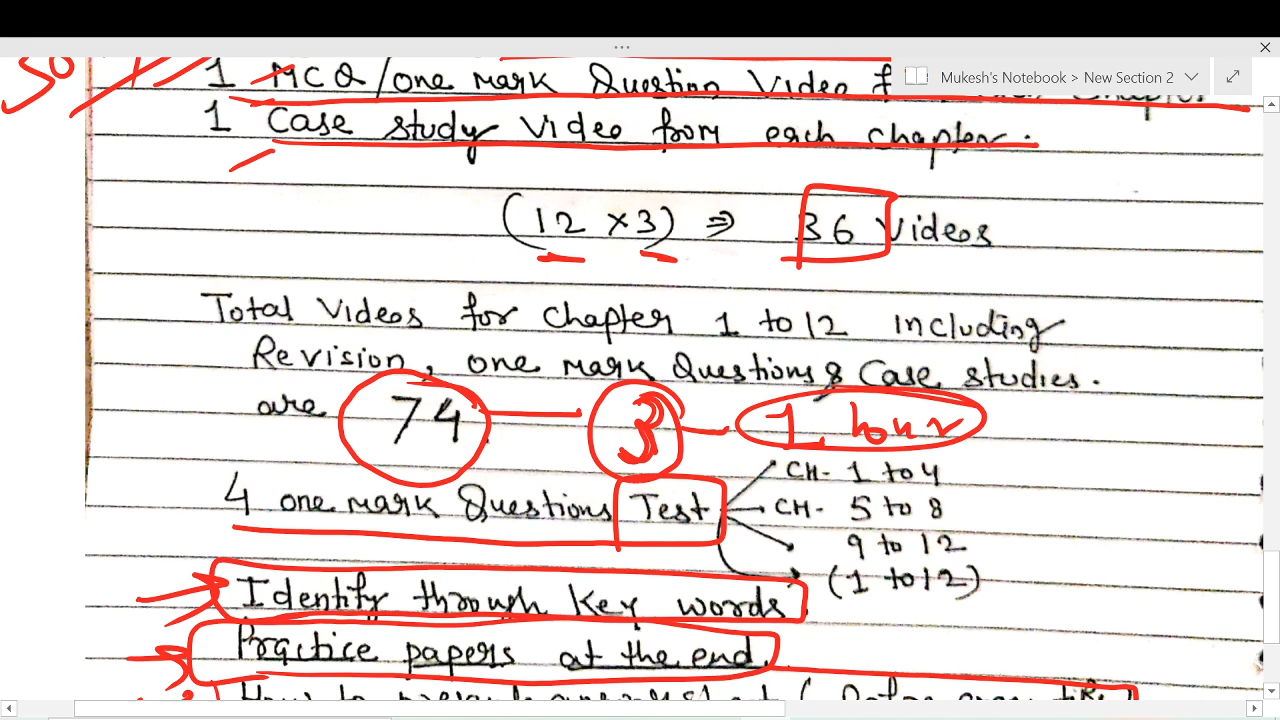 Mukesh's Notebook > New Section 2
50
1 MCQ/one mark Question Video f
1 Case study Video from each chapter.
(12 x 3) ⇒ 36 Videos
Total Videos for chapter 1 to 12 including
Revision, one mark Questions & Case studies.
are 74 — 3 — 1 hour
4 one mark Questions Test
CH- 1 to 4
CH- 5 to 8
9 to 12
(1 to 12)
Identify through key words.
Practice papers at the end.